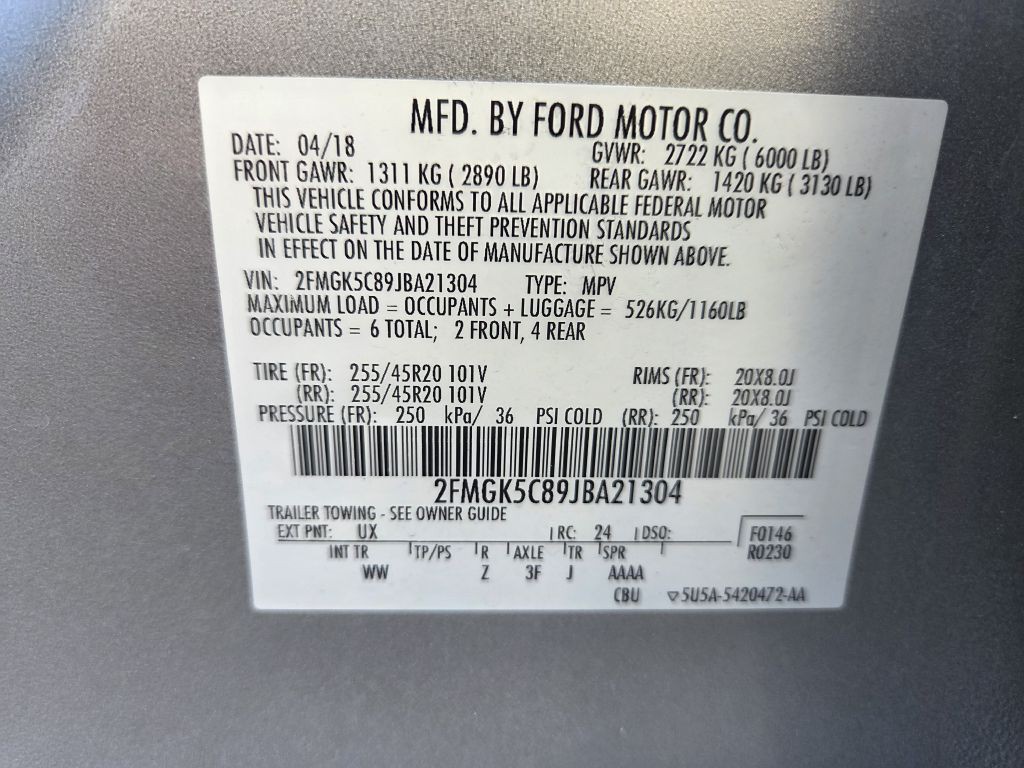 MFD. BY FORD MOTOR CO.
DATE: 04/18 GVWR: 2722 KG ( 6000 LB)
FRONT GAWR: 1311 KG ( 2890 LB) REAR GAWR: 1420 KG ( 3130 LB)
THIS VEHICLE CONFORMS TO ALL APPLICABLE FEDERAL MOTOR
VEHICLE SAFETY AND THEFT PREVENTION STANDARDS
IN EFFECT ON THE DATE OF MANUFACTURE SHOWN ABOVE.
VIN: 2FMGK5C89JBA21304 TYPE: MPV
MAXIMUM LOAD = OCCUPANTS + LUGGAGE = 526KG/1160LB
OCCUPANTS = 6 TOTAL; 2 FRONT, 4 REAR
TIRE (FR): 255/45R20 101V RIMS (FR): 20X8.0J
(RR): 255/45R20 101V (RR): 20X8.0J
PRESSURE (FR): 250 kPa/ 36 PSI COLD (RR): 250 kPa/ 36 PSI COLD
2FMGK5C89JBA21304
TRAILER TOWING - SEE OWNER GUIDE
EXT PNT: UX RC: 24 DSO: F0146
INT TR TP/PS R AXLE TR SPR R0230
WW Z 3F J AAAA
CBU ▽5U5A-5420472-AA